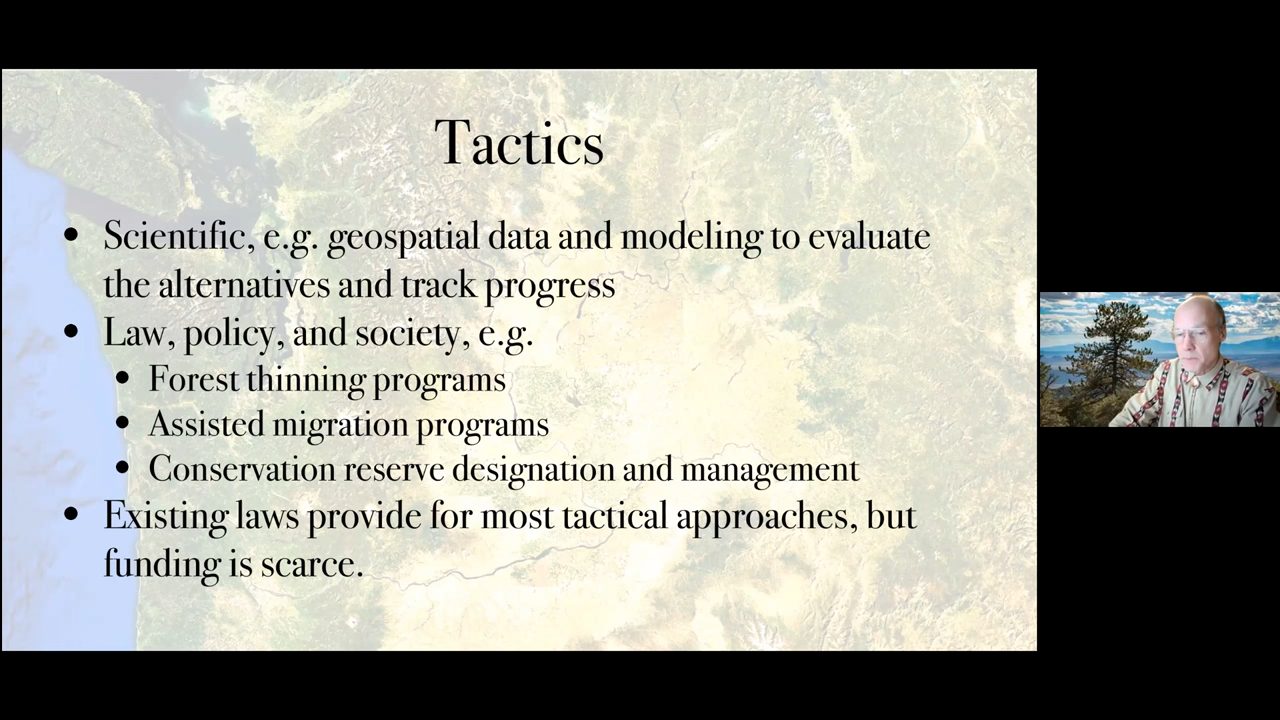 Tactics
• Scientific, e.g. geospatial data and modeling to evaluate
the alternatives and track progress
• Law, policy, and society, e.g.
• Forest thinning programs
• Assisted migration programs
• Conservation reserve designation and management
• Existing laws provide for most tactical approaches, but
funding is scarce.